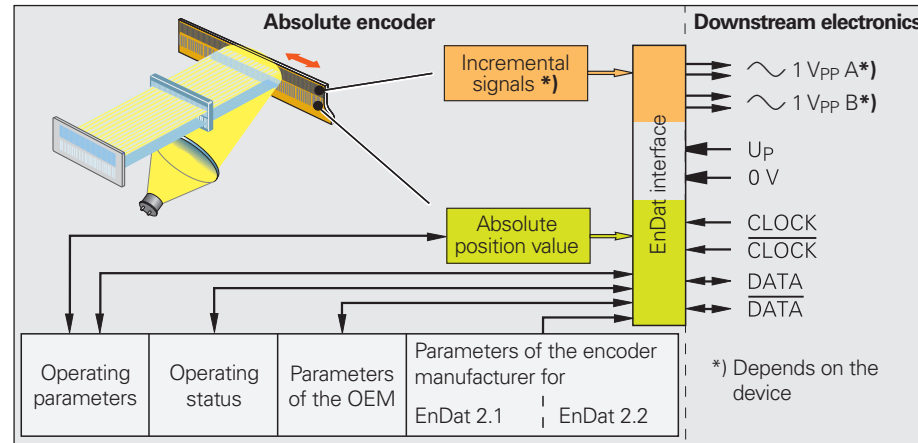 Absolute encoder
Downstream electronics
Incremental
signals *)
1 VPP A*)
1 VPP B*)
EnDat interface
UP
0 V
Absolute
position value
CLOCK
CLOCK
DATA
DATA
Operating
parameters
Operating
status
Parameters
of the OEM
Parameters of the encoder
manufacturer for
EnDat 2.1
EnDat 2.2
*) Depends on the
device